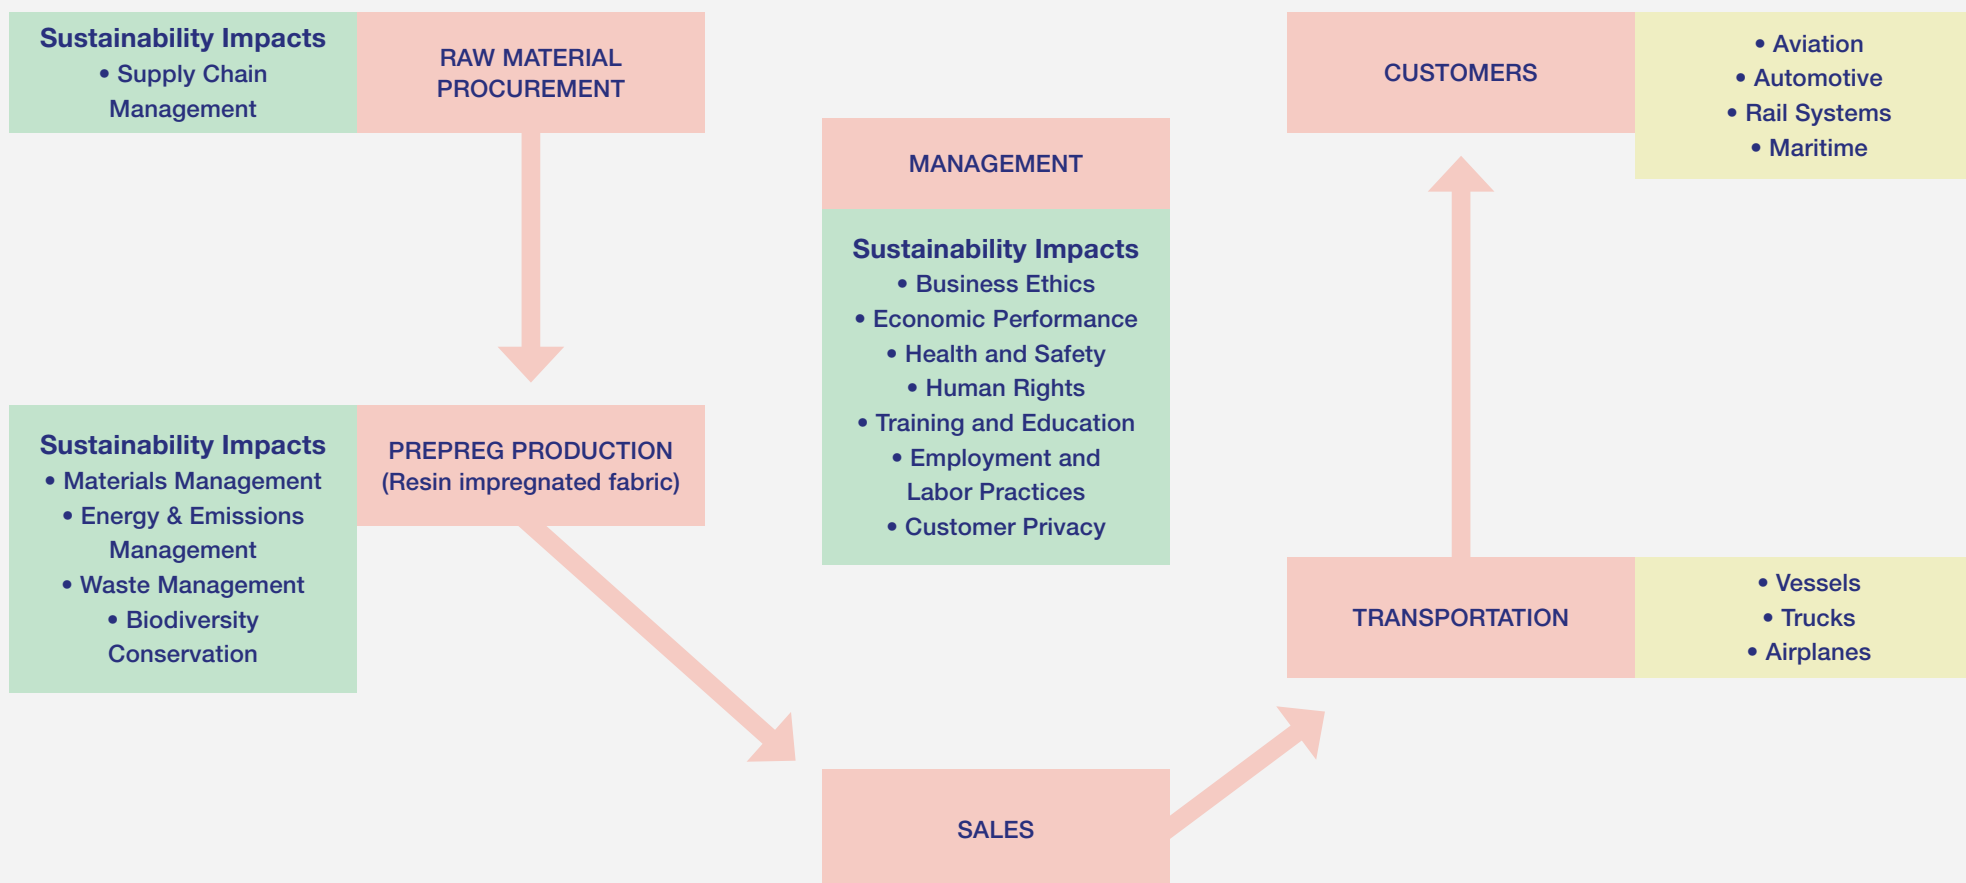 Sustainability Impacts
• Supply Chain
Management
RAW MATERIAL
PROCUREMENT
Sustainability Impacts
• Materials Management
• Energy & Emissions
Management
• Waste Management
• Biodiversity
Conservation
PREPREG PRODUCTION
(Resin impregnated fabric)
MANAGEMENT
Sustainability Impacts
• Business Ethics
• Economic Performance
• Health and Safety
• Human Rights
• Training and Education
• Employment and
Labor Practices
• Customer Privacy
SALES
CUSTOMERS
• Aviation
• Automotive
• Rail Systems
• Maritime
TRANSPORTATION
• Vessels
• Trucks
• Airplanes